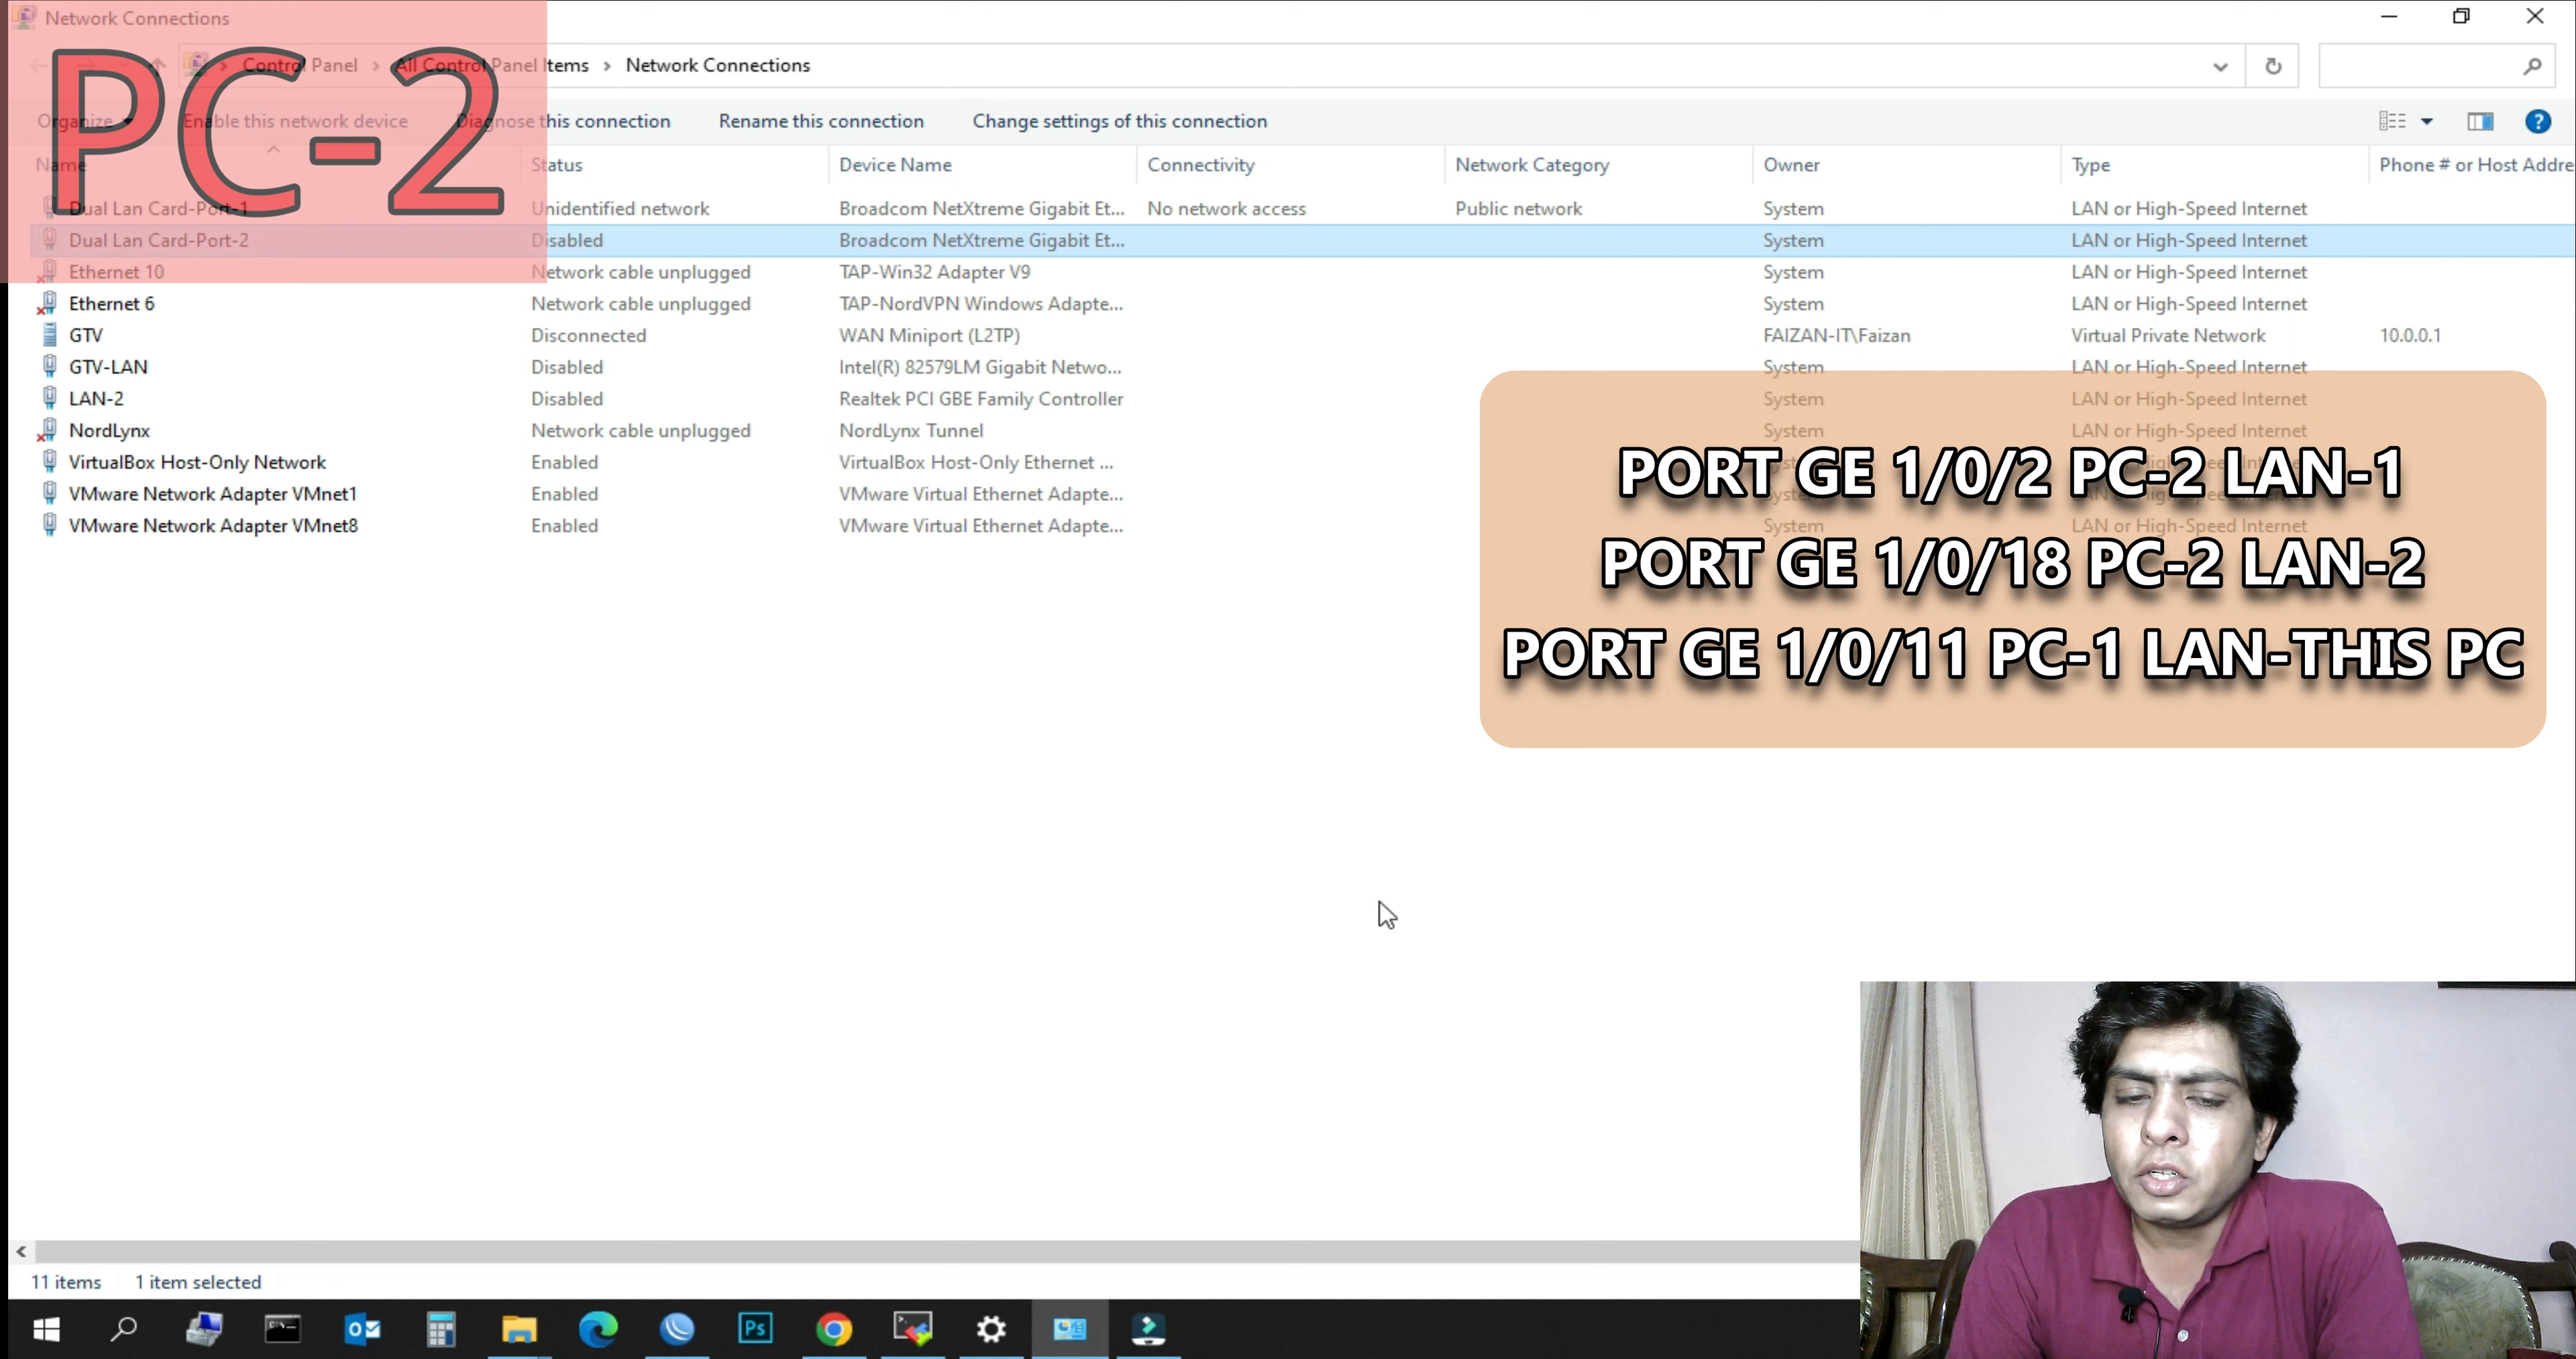 Network Connections
PC-2
Control Panel > All Control Panel Items > Network Connections
Organize Enable this network device Diagnose this connection Rename this connection Change settings of this connection
Name Status Device Name Connectivity Network Category Owner Type Phone # or Host Addre
Dual Lan Card-Port-1 Unidentified network Broadcom NetXtreme Gigabit Et... No network access Public network System LAN or High-Speed Internet
Dual Lan Card-Port-2 Disabled Broadcom NetXtreme Gigabit Et... System LAN or High-Speed Internet
Ethernet 10 Network cable unplugged TAP-Win32 Adapter V9 System LAN or High-Speed Internet
Ethernet 6 Network cable unplugged TAP-NordVPN Windows Adapte... System LAN or High-Speed Internet
GTV Disconnected WAN Miniport (L2TP) FAIZAN-IT\Faizan Virtual Private Network 10.0.0.1
GTV-LAN Disabled Intel(R) 82579LM Gigabit Netwo... System LAN or High-Speed Internet
LAN-2 Disabled Realtek PCI GBE Family Controller System LAN or High-Speed Internet
NordLynx Network cable unplugged NordLynx Tunnel System LAN or High-Speed Internet
VirtualBox Host-Only Network Enabled VirtualBox Host-Only Ethernet ...
VMware Network Adapter VMnet1 Enabled VMware Virtual Ethernet Adapte...
VMware Network Adapter VMnet8 Enabled VMware Virtual Ethernet Adapte... System LAN or High-Speed Internet
PORT GE 1/0/2 PC-2 LAN-1
PORT GE 1/0/18 PC-2 LAN-2
PORT GE 1/0/11 PC-1 LAN-THIS PC
11 items 1 item selected
Ps